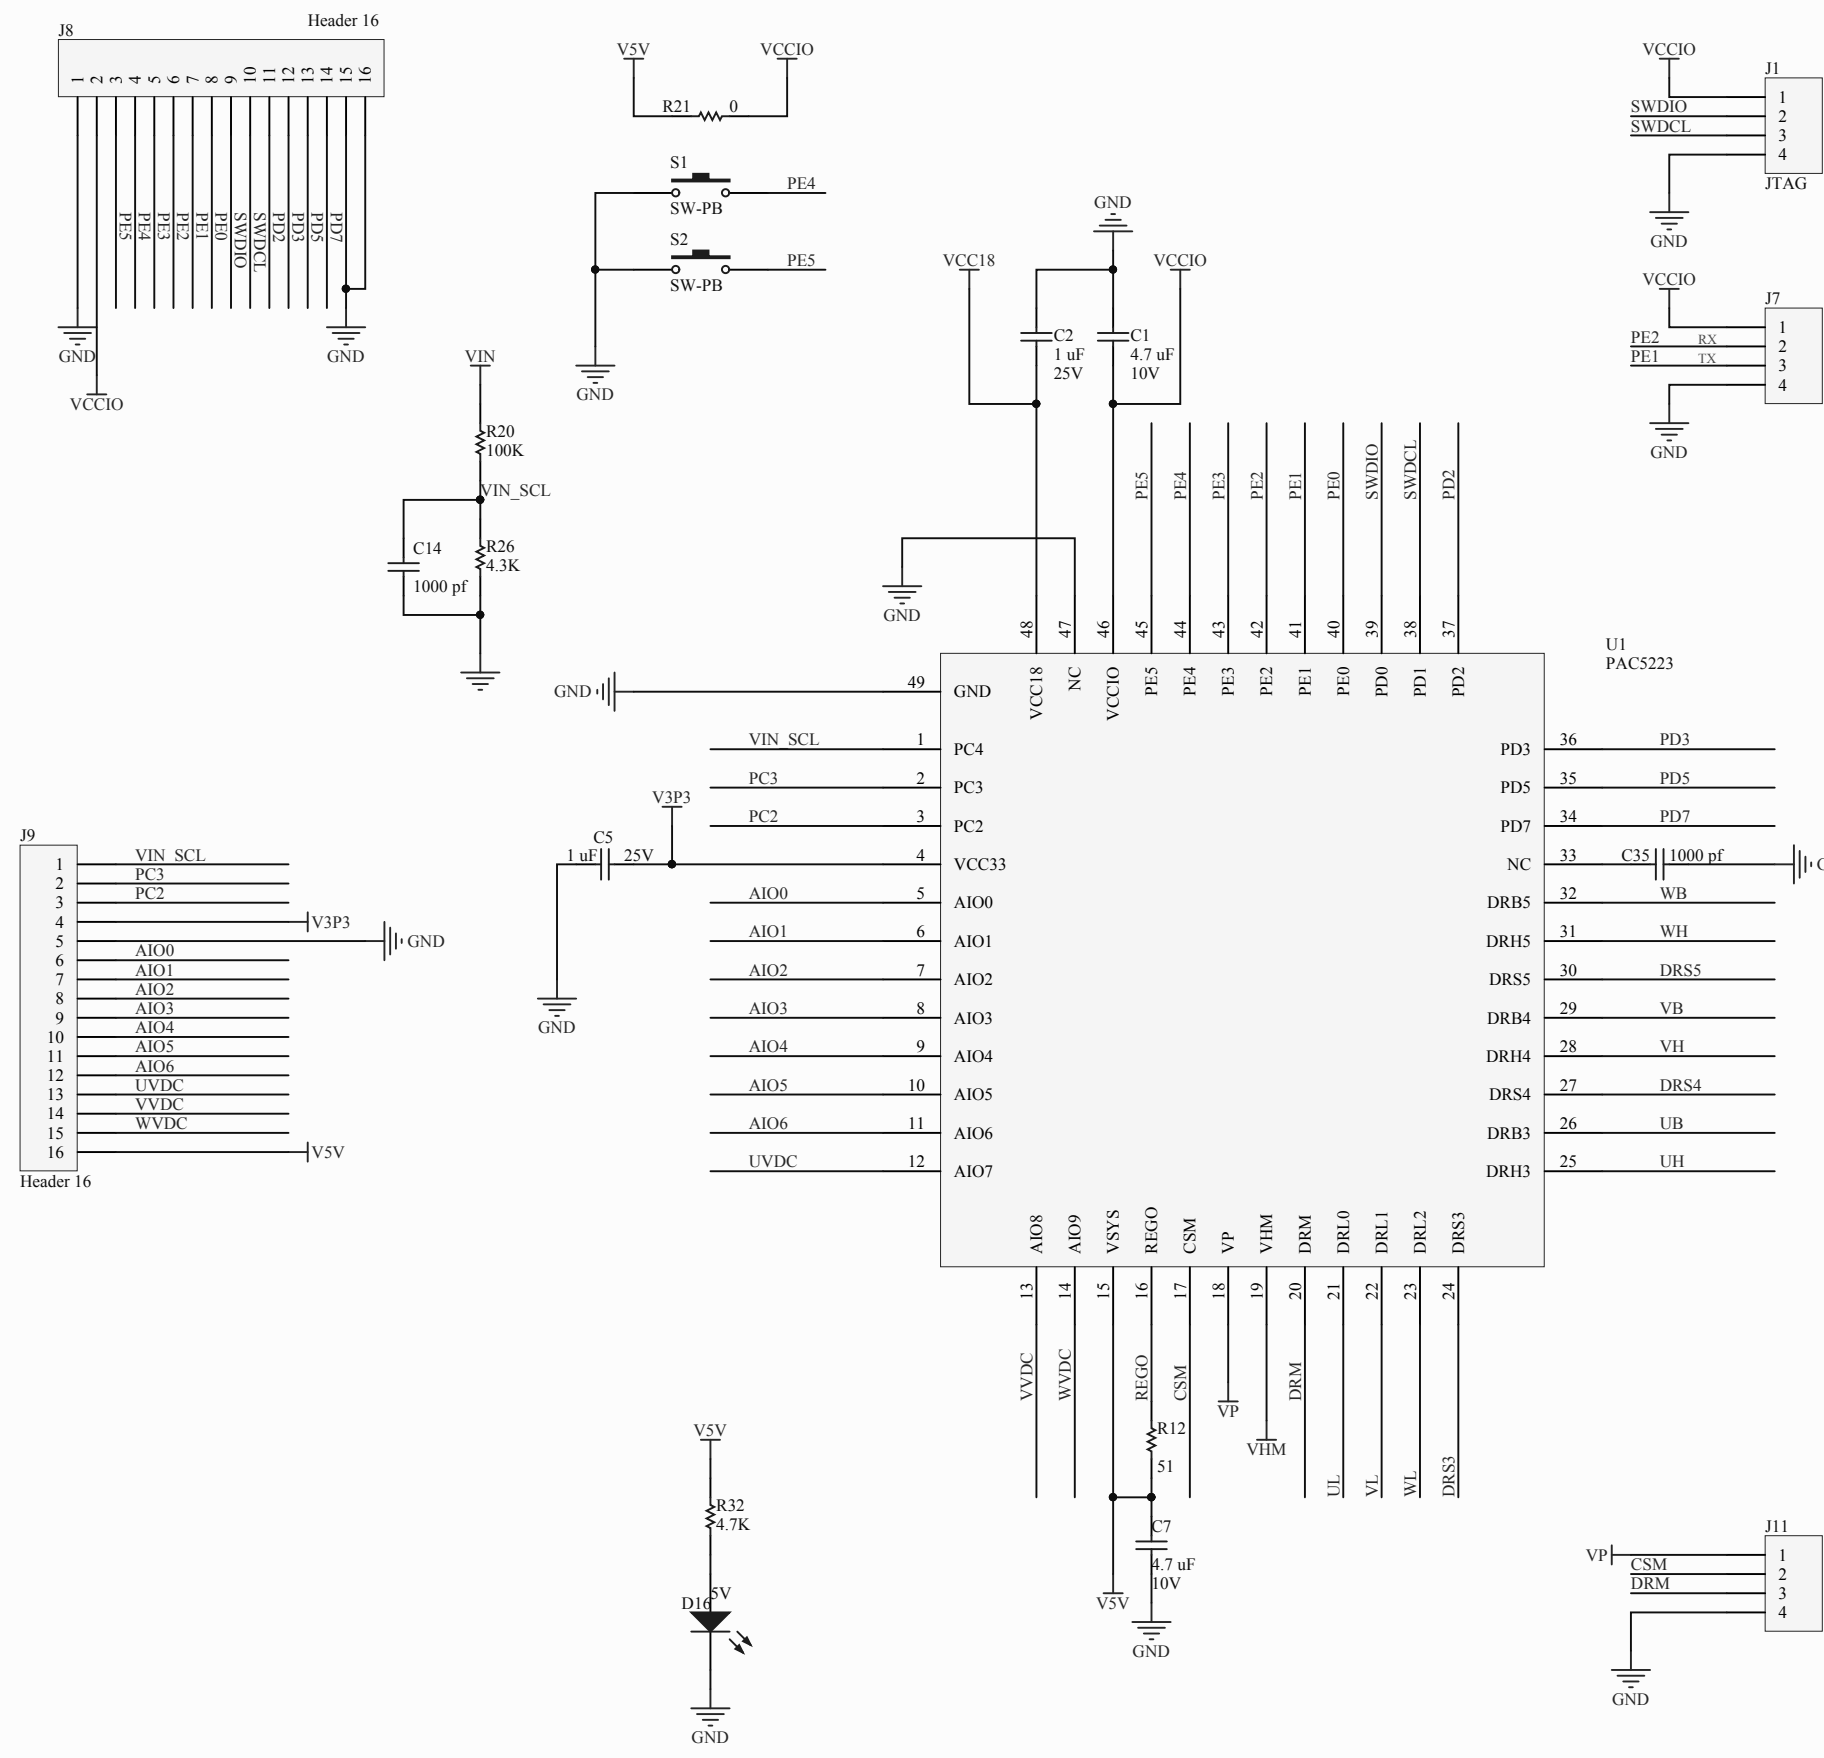 J8
Header 16
1 2 3 4 5 6 7 8 9 10 11 12 13 14 15 16
PE5 PE4 PE3 PE2 PE1 PE0 SWDIO SWDCL PD2 PD3 PD5 PD7
GND
GND
VCCIO
V5V VCCIO
R21 0
S1
PE4
SW-PB
S2
PE5
SW-PB
GND
VIN
R20
100K
VIN_SCL
C14
1000 pf
R26
4.3K
GND
VCC18
VCCIO
C2
1 uF
25V
C1
4.7 uF
10V
GND
VCCIO
J1
1
SWDIO 2
SWDCL 3
4
JTAG
GND
VCCIO
J7
1
PE2 RX 2
PE1 TX 3
4
GND
PE5 PE4 PE3 PE2 PE1 PE0 SWDIO SWDCL PD2
48 47 46 45 44 43 42 41 40 39 38 37
VCC18 NC VCCIO PE5 PE4 PE3 PE2 PE1 PE0 PD0 PD1 PD2
U1
PAC5223
GND 49 GND
VIN_SCL 1 PC4
PC3 2 PC3
PC2 3 PC2
V3P3
C5
1 uF 25V
4 VCC33
GND
AIO0 5 AIO0
AIO1 6 AIO1
AIO2 7 AIO2
AIO3 8 AIO3
AIO4 9 AIO4
AIO5 10 AIO5
AIO6 11 AIO6
UVDC 12 AIO7
PD3 36 PD3
PD5 35 PD5
PD7 34 PD7
NC 33 C35 1000 pf
DRB5 32 WB
DRH5 31 WH
DRS5 30 DRS5
DRB4 29 VB
DRH4 28 VH
DRS4 27 DRS4
DRB3 26 UB
DRH3 25 UH
AIO8 AIO9 VSYS REGO CSM VP VHM DRM DRL0 DRL1 DRL2 DRS3
13 14 15 16 17 18 19 20 21 22 23 24
VVDC WVDC REGO CSM DRM
VP
VHM
UL VL WL DRS3
R12
51
C7
4.7 uF
10V
V5V
GND
J9
1 VIN_SCL
2 PC3
3 PC2
4 V3P3
5 GND
6 AIO0
7 AIO1
8 AIO2
9 AIO3
10 AIO4
11 AIO5
12 AIO6
13 UVDC
14 VVDC
15 WVDC
16 V5V
Header 16
V5V
R32
4.7K
5V
D16
GND
J11
VP 1
CSM 2
DRM 3
4
GND